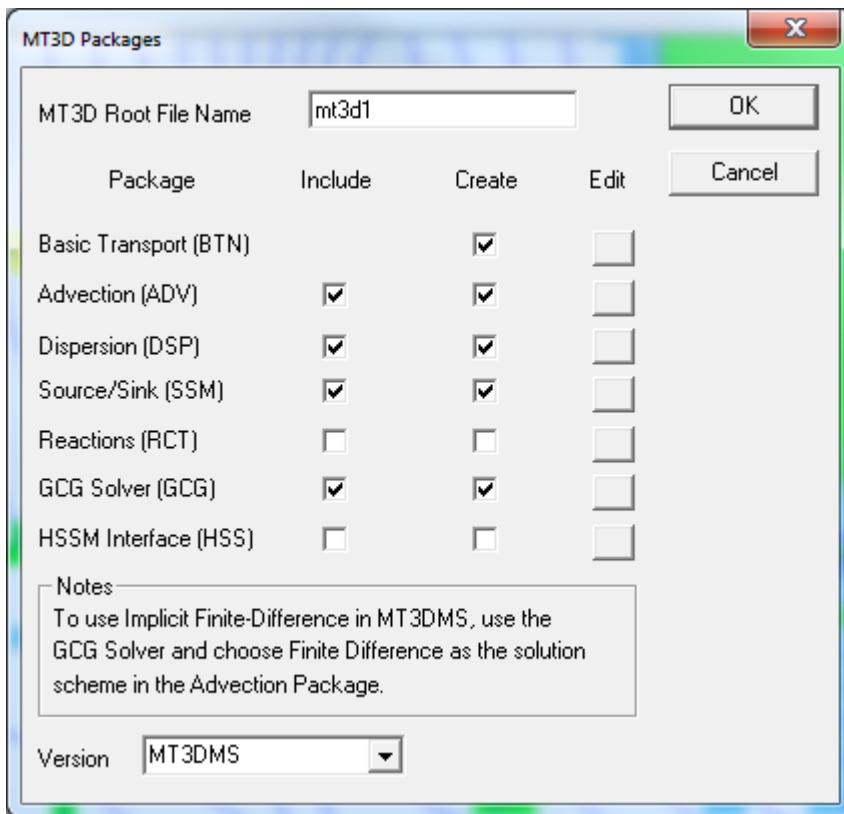 MT3D Packages
MT3D Root File Name mt3d1 OK
Package Include Create Edit Cancel
Basic Transport (BTN)
Advection (ADV)
Dispersion (DSP)
Source/Sink (SSM)
Reactions (RCT)
GCG Solver (GCG)
HSSM Interface (HSS)
Notes
To use Implicit Finite-Difference in MT3DMS, use the
GCG Solver and choose Finite Difference as the solution
scheme in the Advection Package.
Version MT3DMS